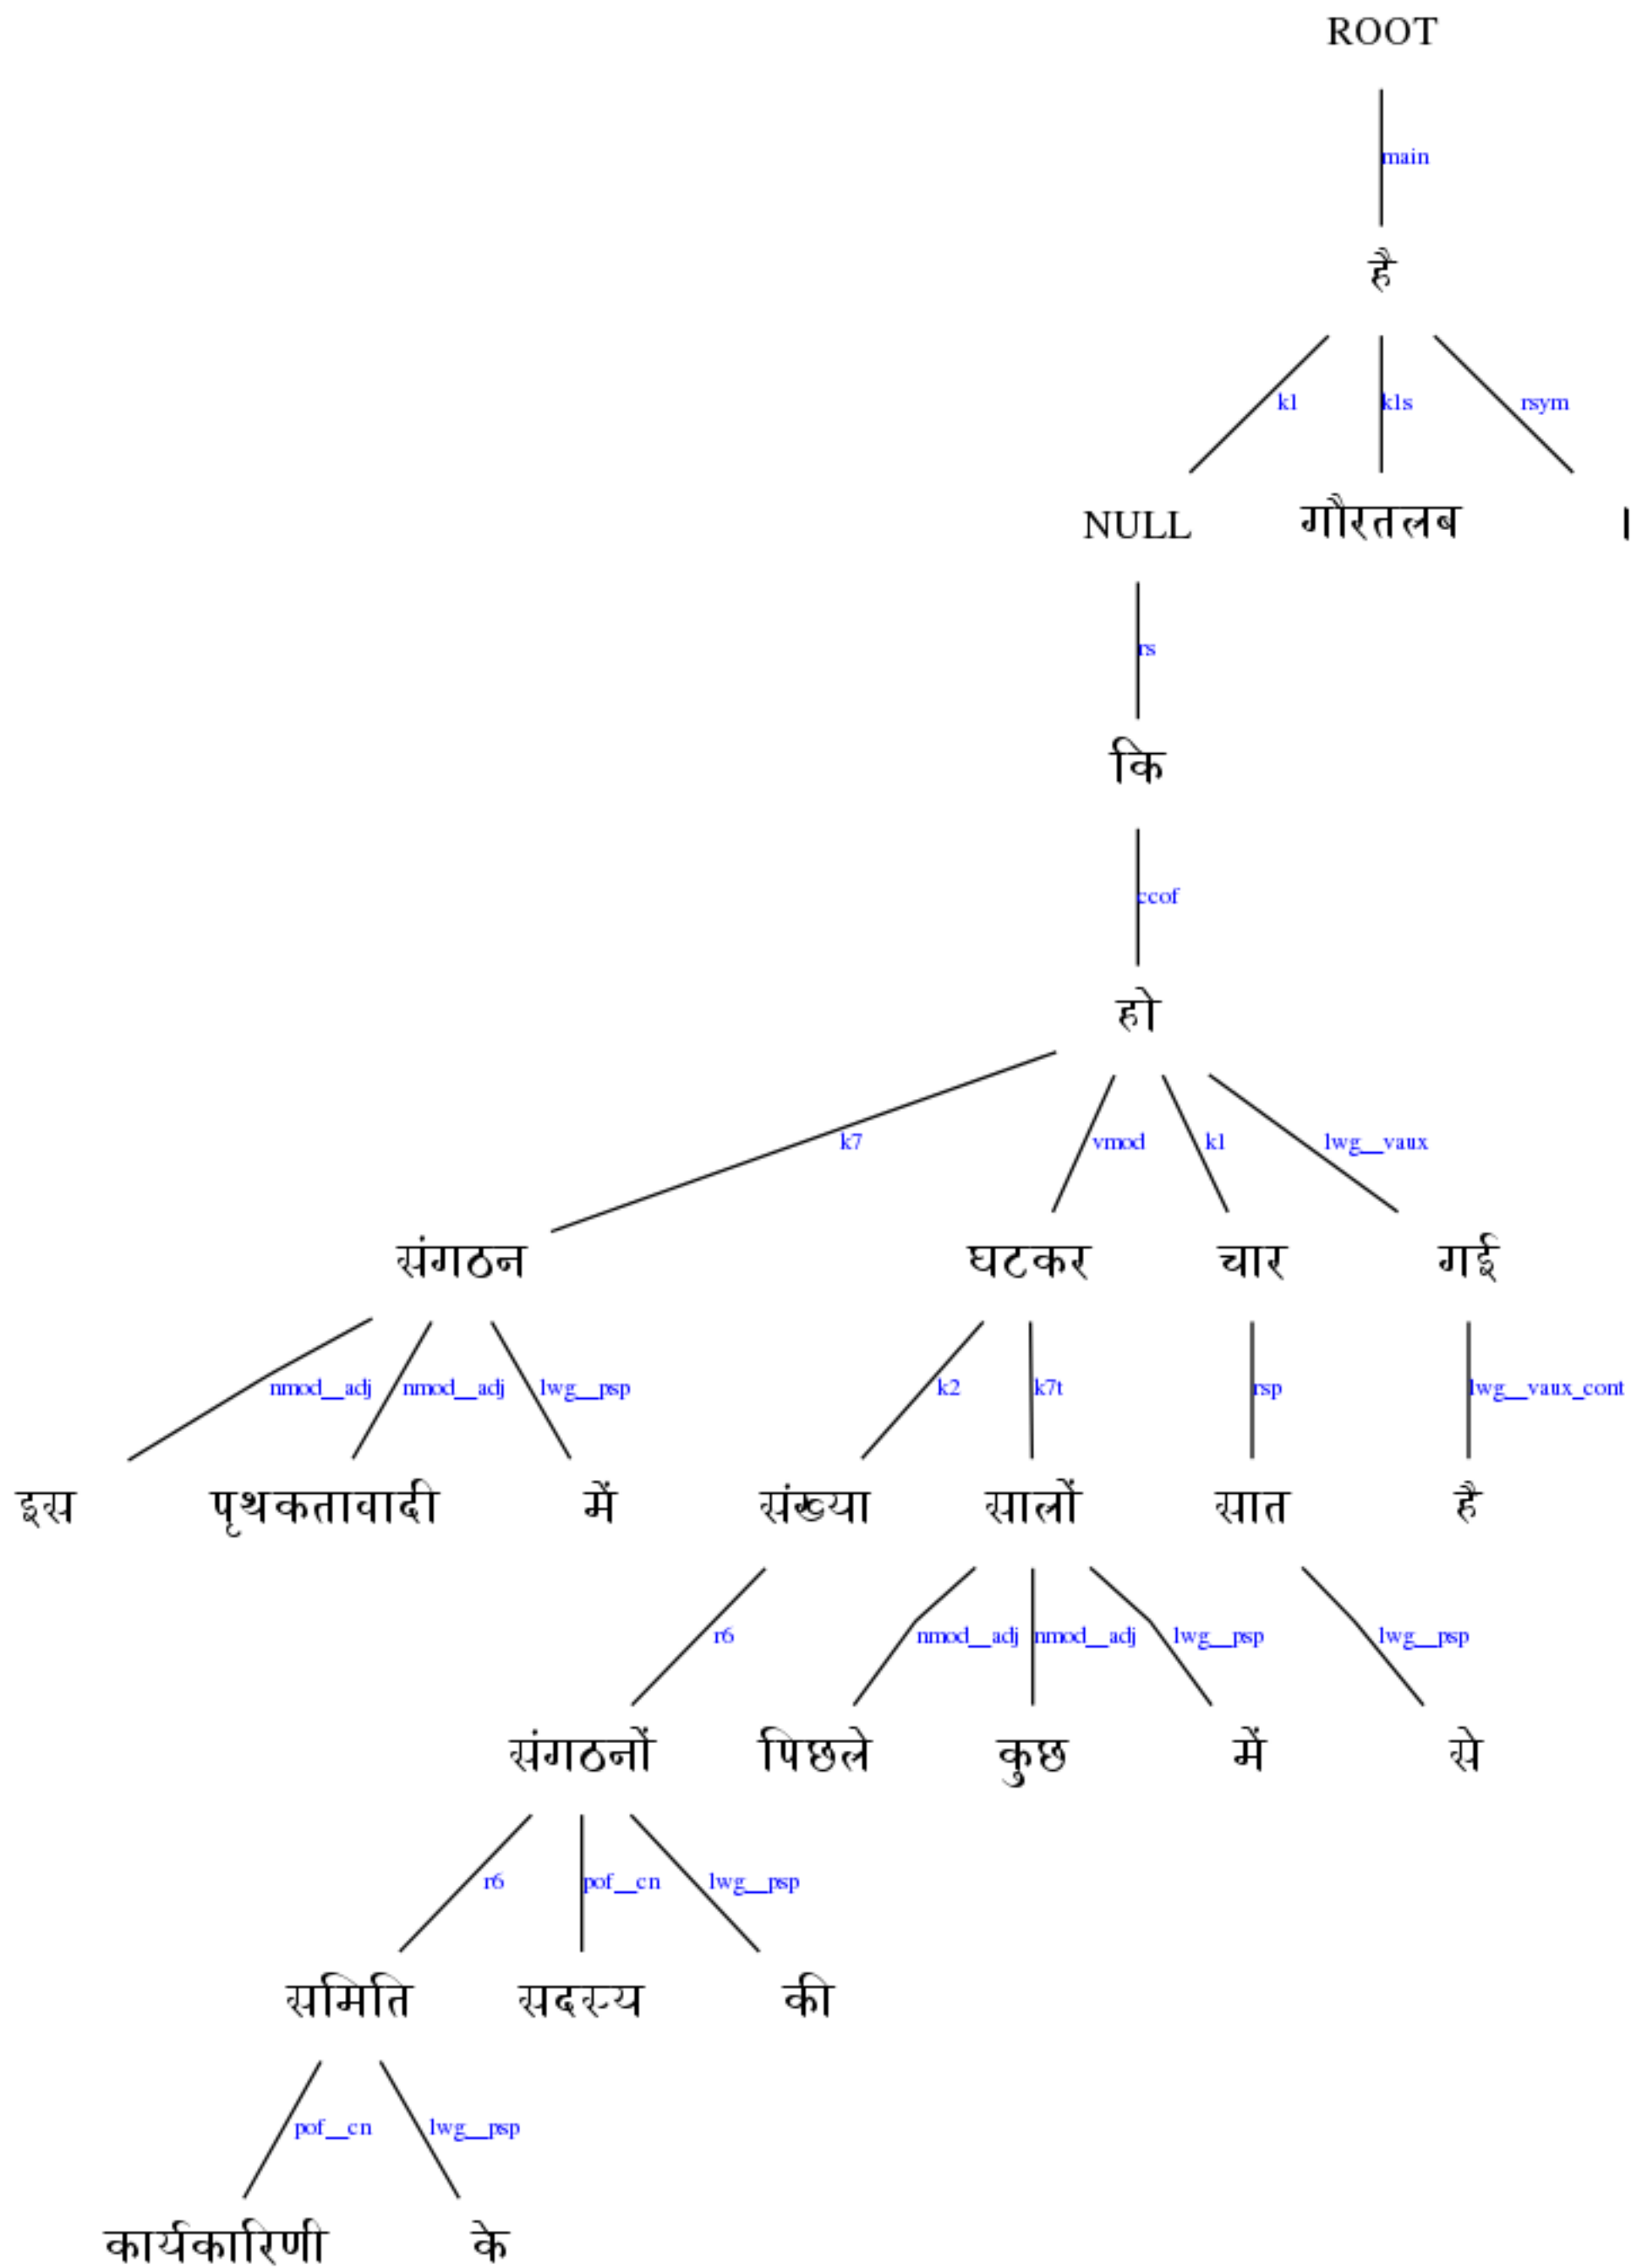 ROOT
main
है
k1 k1s rsym
NULL गौरतलब ।
rs
कि
ccof
हो
k7 vmod k1 lwg__vaux
संगठन घटकर चार गई
nmod__adj nmod__adj lwg__psp k2 k7t rsp lwg__vaux_cont
इस पृथकतावादी में संख्या सालों सात है
r6 nmod__adj nmod__adj lwg__psp lwg__psp
संगठनों पिछले कुछ में से
r6 pof__cn lwg__psp
समिति सदस्य की
pof__cn lwg__psp
कार्यकारिणी के